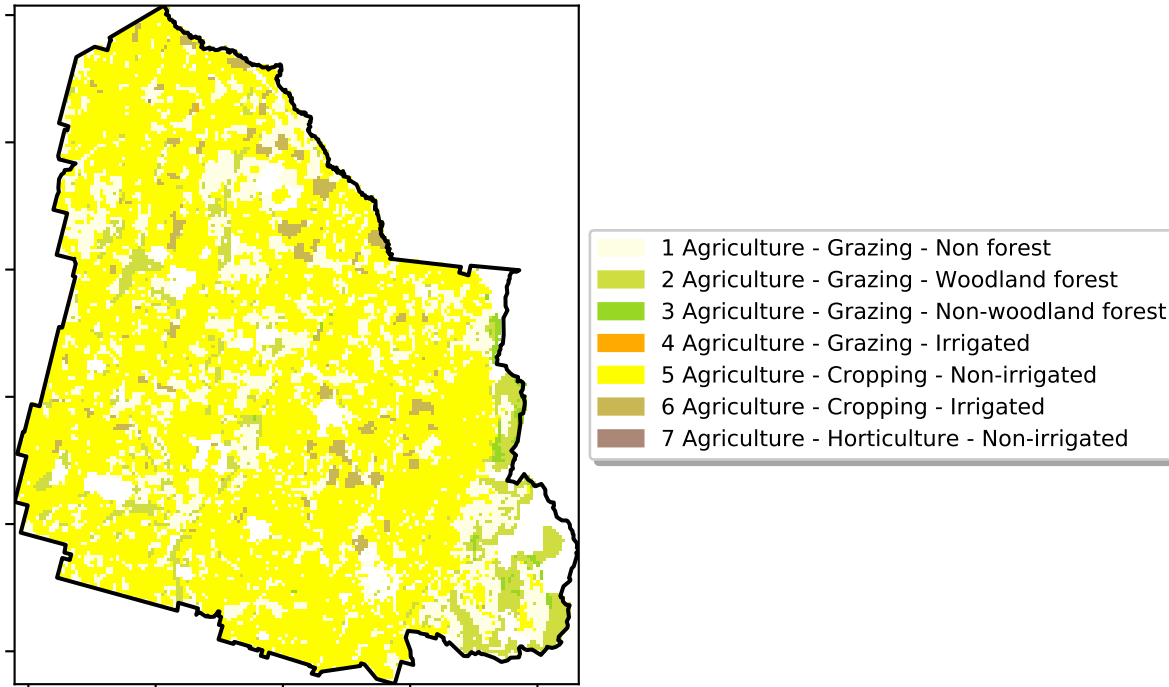 1 Agriculture - Grazing - Non forest
2 Agriculture - Grazing - Woodland forest
3 Agriculture - Grazing - Non-woodland forest
4 Agriculture - Grazing - Irrigated
5 Agriculture - Cropping - Non-irrigated
6 Agriculture - Cropping - Irrigated
7 Agriculture - Horticulture - Non-irrigated